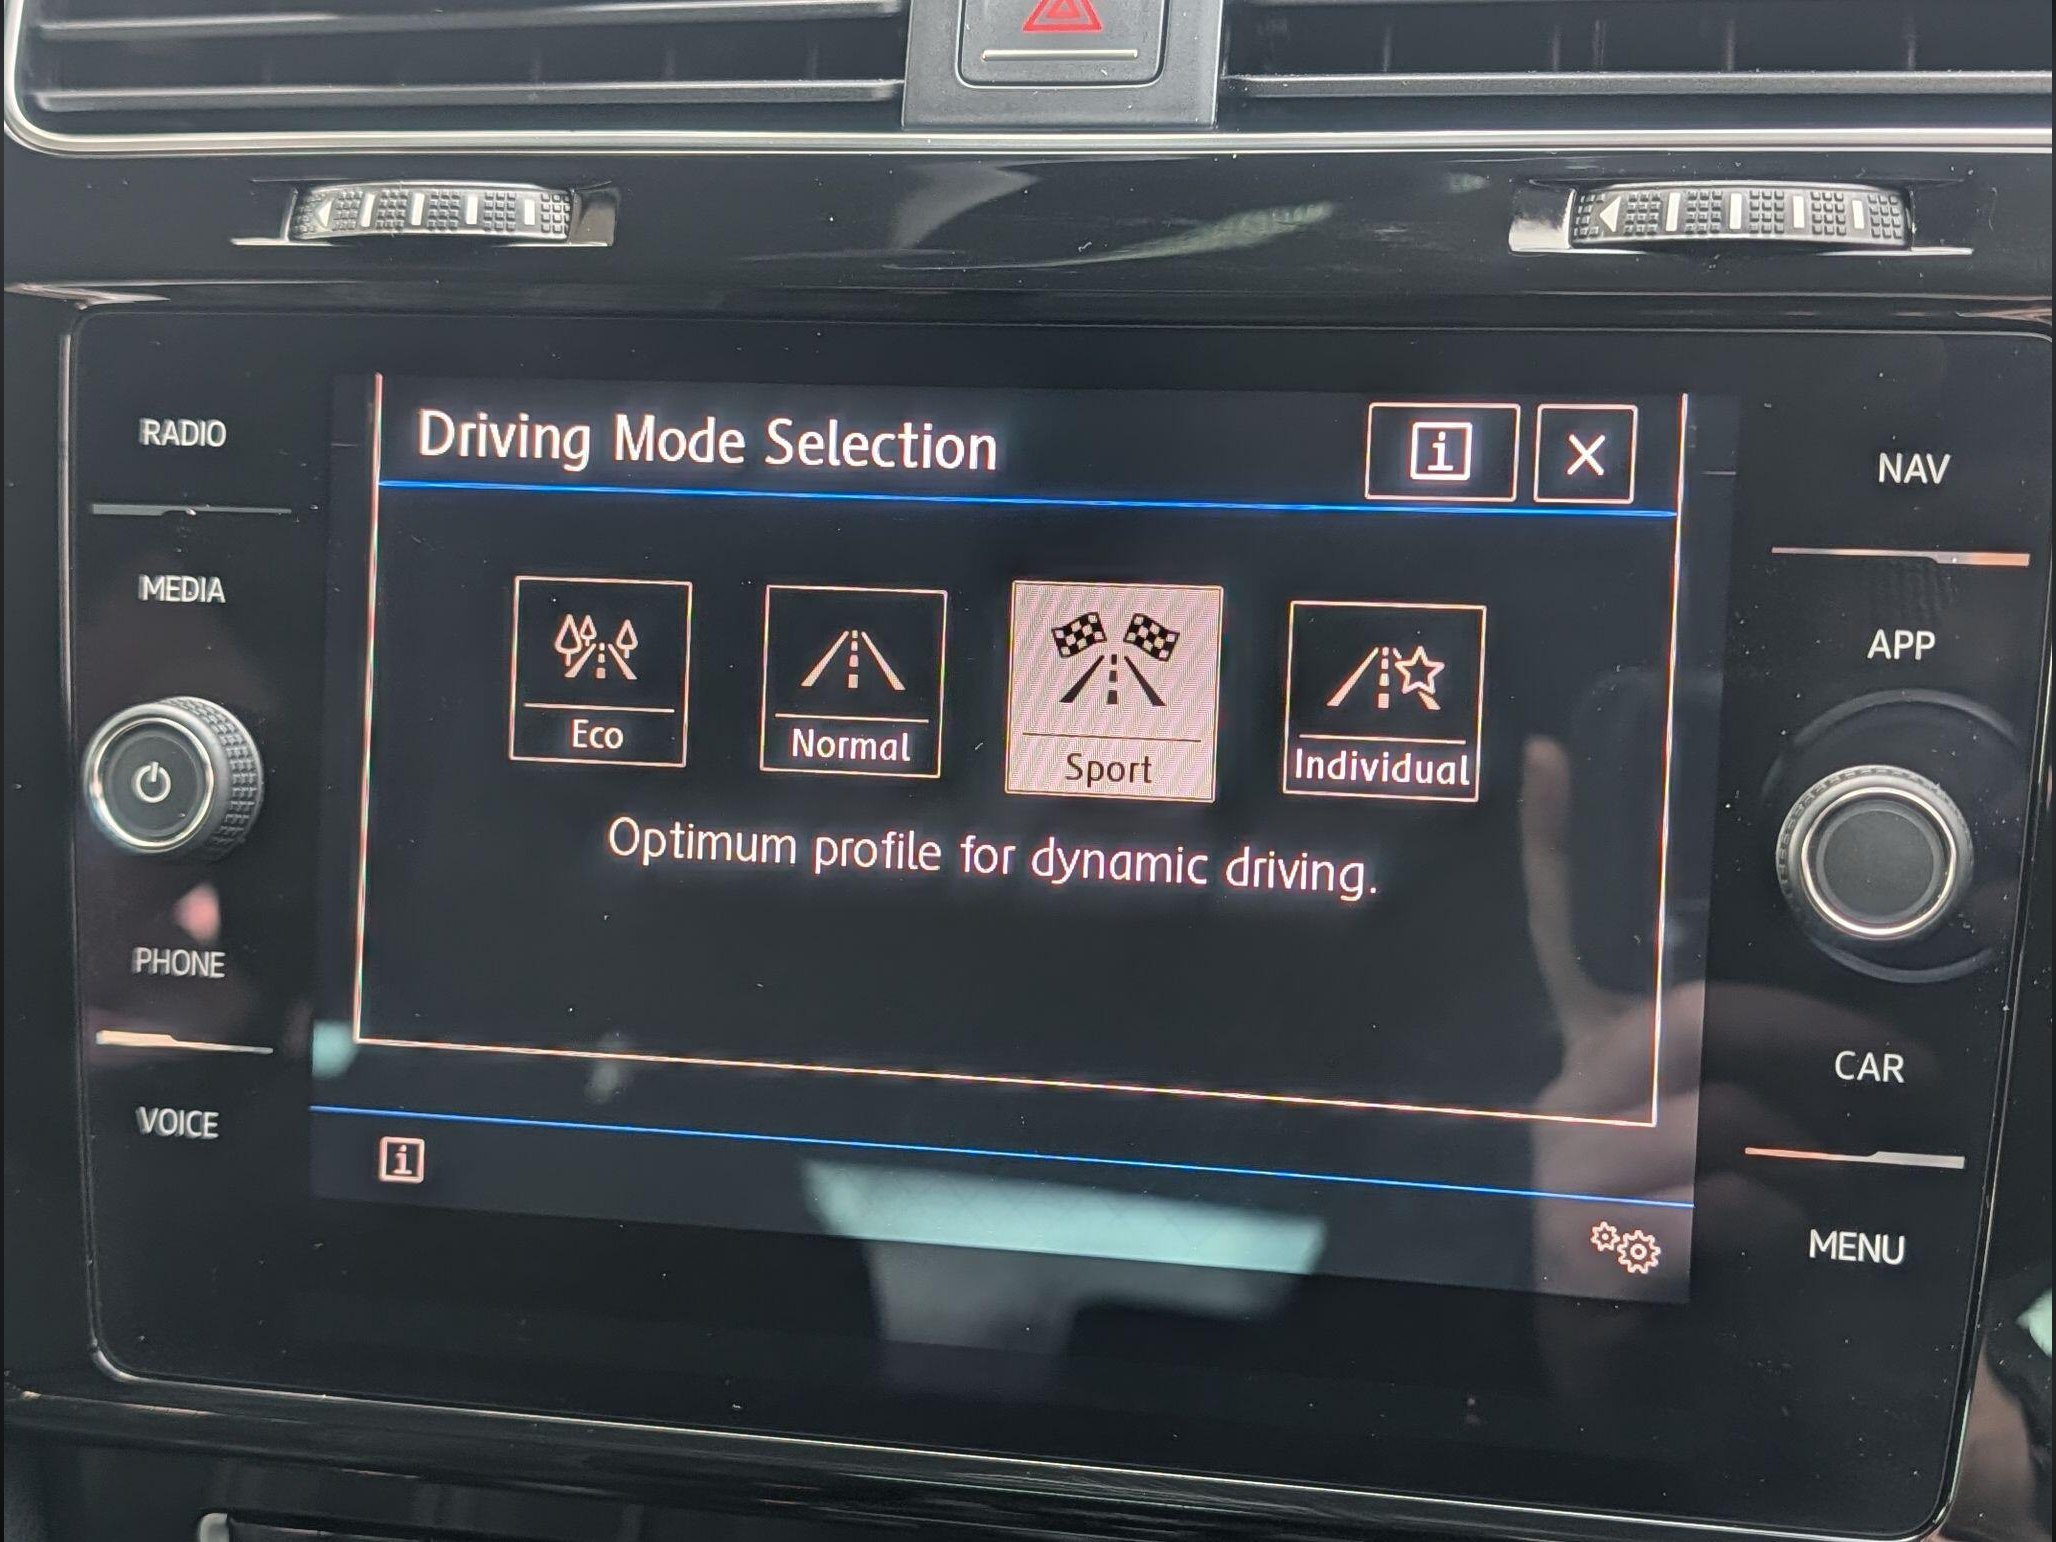 RADIO
MEDIA
PHONE
VOICE
Driving Mode Selection
i
X
Eco
Normal
Sport
Individual
Optimum profile for dynamic driving.
i
NAV
APP
CAR
MENU